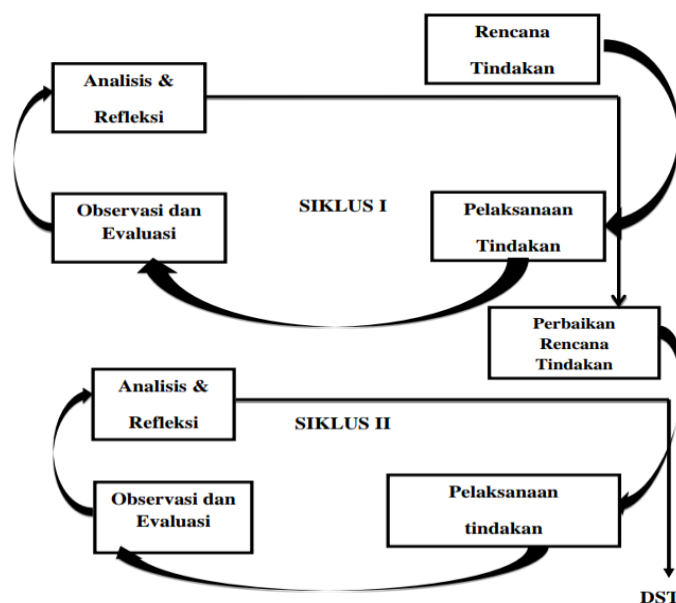 Rencana
Tindakan
Analisis &
Refleksi
SIKLUS I
Observasi dan
Evaluasi
Pelaksanaan
Tindakan
Perbaikan
Rencana
Tindakan
Analisis &
Refleksi
SIKLUS II
Observasi dan
Evaluasi
Pelaksanaan
tindakan
DST